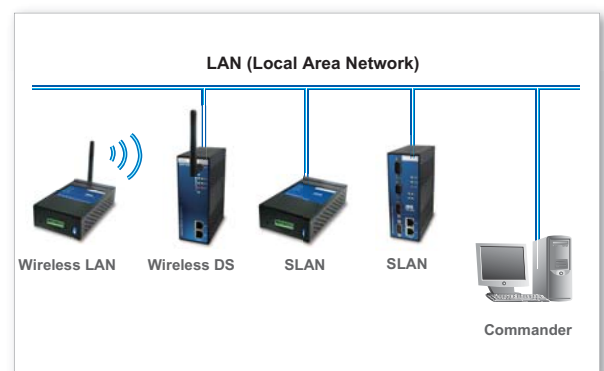 LAN (Local Area Network)
Wireless LAN
Wireless DS
SLAN
SLAN
Commander